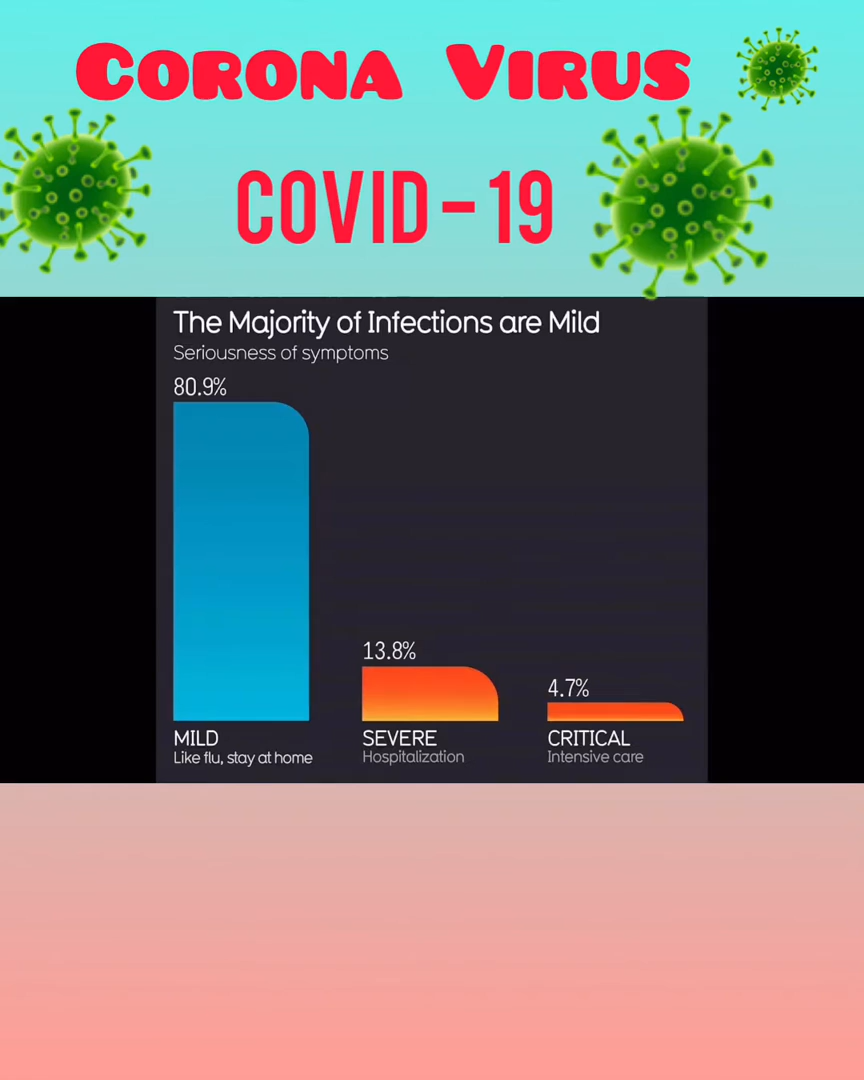 Corona Virus
COVID-19
The Majority of Infections are Mild
Seriousness of symptoms
80.9%
13.8%
4.7%
MILD
Like flu, stay at home
SEVERE
Hospitalization
CRITICAL
Intensive care